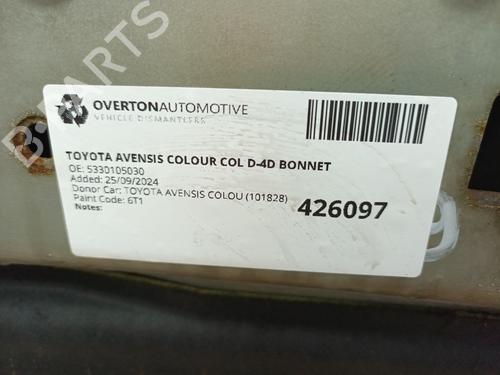 OVERTONAUTOMOTIVE
VEHICLE DISMANTLERS
TOYOTA AVENSIS COLOUR COL D-4D BONNET
OE: 5330105030
Added: 25/09/2024
Donor Car: TOYOTA AVENSIS COLOU (101828)
Paint Code: 6T1
Notes:
426097
B-PARTS